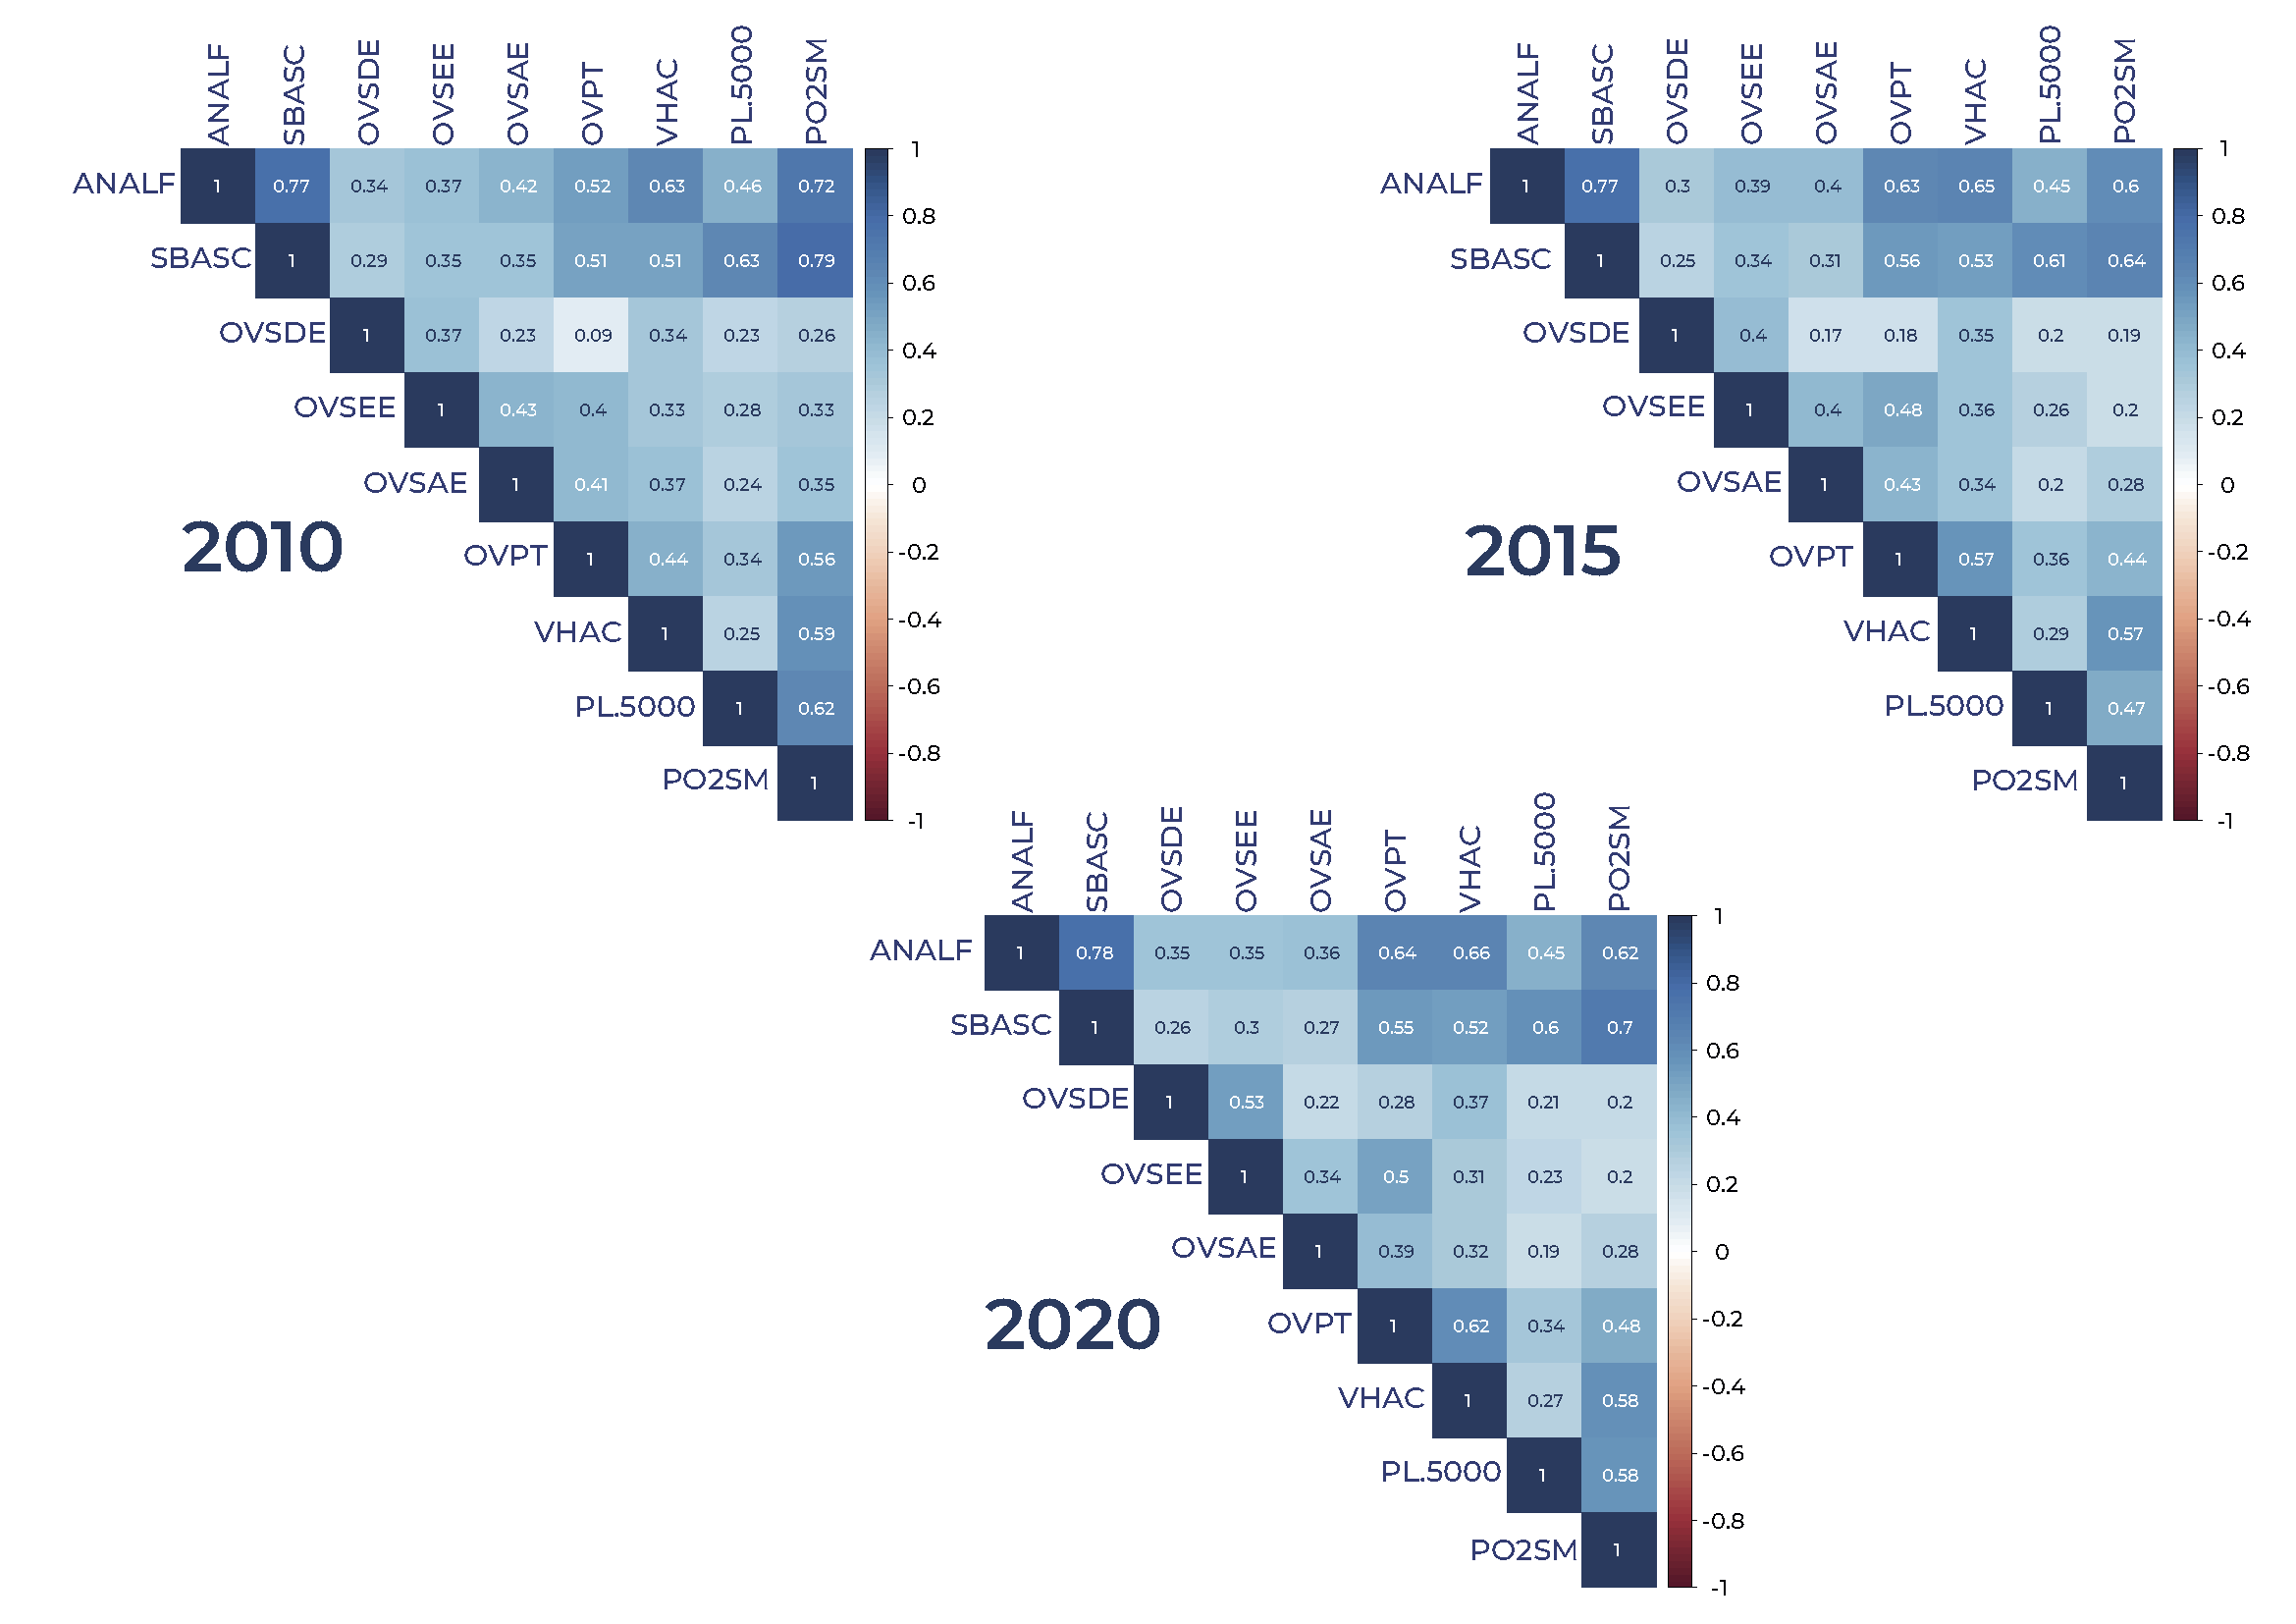 ANALF SBASC OVSDE OVSEE OVSAE OVPT VHAC PL.5000 PO2SM
ANALF 1 0.77 0.34 0.37 0.42 0.52 0.63 0.46 0.72
SBASC 1 0.29 0.35 0.35 0.51 0.51 0.63 0.79
OVSDE 1 0.37 0.23 0.09 0.34 0.23 0.26
OVSEE 1 0.43 0.4 0.33 0.28 0.33
OVSAE 1 0.41 0.37 0.24 0.35
OVPT 1 0.44 0.34 0.56
VHAC 1 0.25 0.59
PL.5000 1 0.62
PO2SM 1
1
0.8
0.6
0.4
0.2
0
-0.2
-0.4
-0.6
-0.8
-1
2010
ANALF SBASC OVSDE OVSEE OVSAE OVPT VHAC PL.5000 PO2SM
ANALF 1 0.77 0.3 0.39 0.4 0.63 0.65 0.45 0.6
SBASC 1 0.25 0.34 0.31 0.56 0.53 0.61 0.64
OVSDE 1 0.4 0.17 0.18 0.35 0.2 0.19
OVSEE 1 0.4 0.48 0.36 0.26 0.2
OVSAE 1 0.43 0.34 0.2 0.28
OVPT 1 0.57 0.36 0.44
VHAC 1 0.29 0.57
PL.5000 1 0.47
PO2SM 1
1
0.8
0.6
0.4
0.2
0
-0.2
-0.4
-0.6
-0.8
-1
2015
ANALF SBASC OVSDE OVSEE OVSAE OVPT VHAC PL.5000 PO2SM
ANALF 1 0.78 0.35 0.35 0.36 0.64 0.66 0.45 0.62
SBASC 1 0.26 0.3 0.27 0.55 0.52 0.6 0.7
OVSDE 1 0.53 0.22 0.28 0.37 0.21 0.2
OVSEE 1 0.34 0.5 0.31 0.23 0.2
OVSAE 1 0.39 0.32 0.19 0.28
OVPT 1 0.62 0.34 0.48
VHAC 1 0.27 0.58
PL.5000 1 0.58
PO2SM 1
1
0.8
0.6
0.4
0.2
0
-0.2
-0.4
-0.6
-0.8
-1
2020